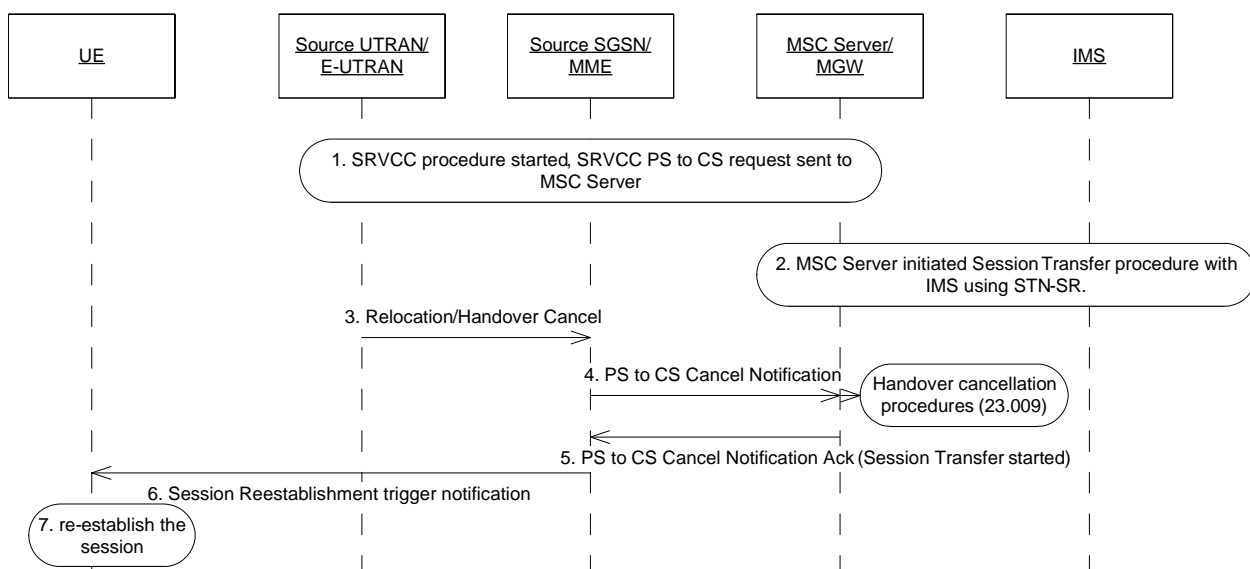 UE
Source UTRAN/
E-UTRAN
Source SGSN/
MME
MSC Server/
MGW
IMS
1. SRVCC procedure started, SRVCC PS to CS request sent to
MSC Server
2. MSC Server initiated Session Transfer procedure with
IMS using STN-SR.
3. Relocation/Handover Cancel
4. PS to CS Cancel Notification
Handover cancellation
procedures (23.009)
5. PS to CS Cancel Notification Ack (Session Transfer started)
6. Session Reestablishment trigger notification
7. re-establish the
session